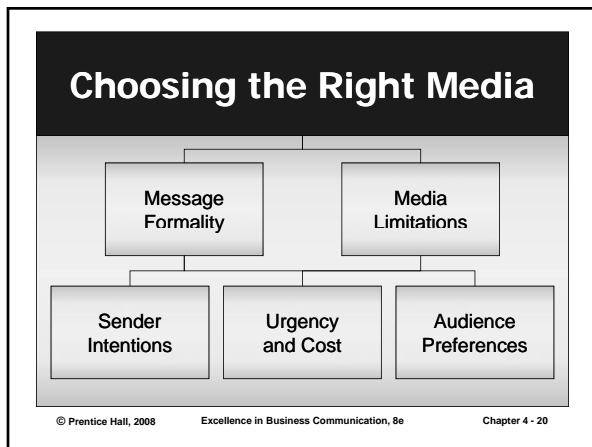 Choosing the Right Media
Message
Formality
Media
Limitations
Sender
Intentions
Urgency
and Cost
Audience
Preferences
© Prentice Hall, 2008 Excellence in Business Communication, 8e Chapter 4 - 20